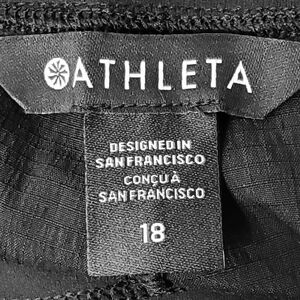 ATHLETA
DESIGNED IN
SAN FRANCISCO
CONÇU À
SAN FRANCISCO
18